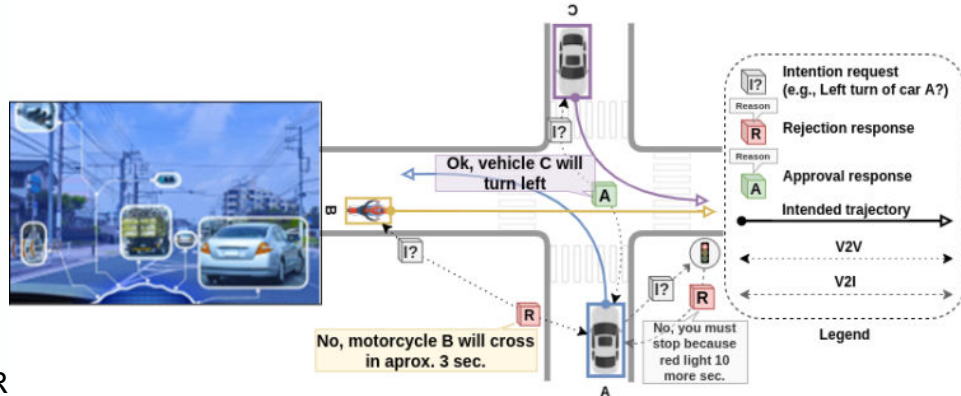 C
I?
Intention request
(e.g., Left turn of car A?)
Reason
R
Rejection response
Reason
A
Approval response
Intended trajectory
V2V
V2I
Legend
I?
Ok, vehicle C will
turn left
A
B
I?
I?
R
R
No, motorcycle B will cross
in aprox. 3 sec.
No, you must
stop because
red light 10
more sec.
A
R